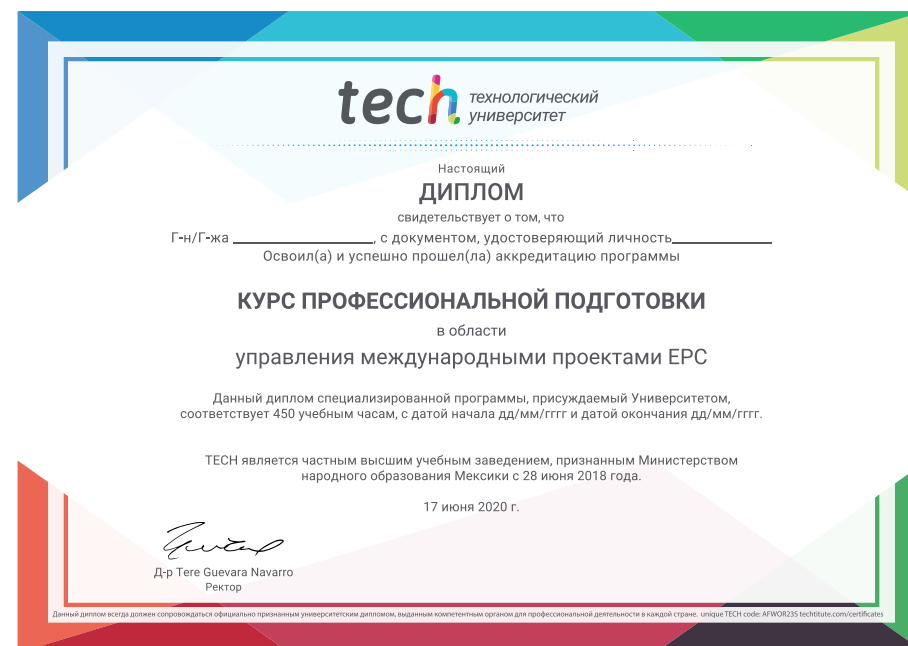 tech технологический
университет
Настоящий
ДИПЛОМ
свидетельствует о том, что
Г-н/Г-жа ____________________, с документом, удостоверяющий личность______________
Освоил(а) и успешно прошел(ла) аккредитацию программы
КУРС ПРОФЕССИОНАЛЬНОЙ ПОДГОТОВКИ
в области
управления международными проектами EPC
Данный диплом специализированной программы, присуждаемый Университетом,
соответствует 450 учебным часам, с датой начала дд/мм/гггг и датой окончания дд/мм/гггг.
TECH является частным высшим учебным заведением, признанным Министерством
народного образования Мексики с 28 июня 2018 года.
17 июня 2020 г.
Д-р Tere Guevara Navarro
Ректор
Данный диплом всегда должен сопровождаться официально признанным университетским дипломом, выданным компетентным органом для профессиональной деятельности в каждой стране. unique TECH code: AFWOR23S techtitute.com/certificates